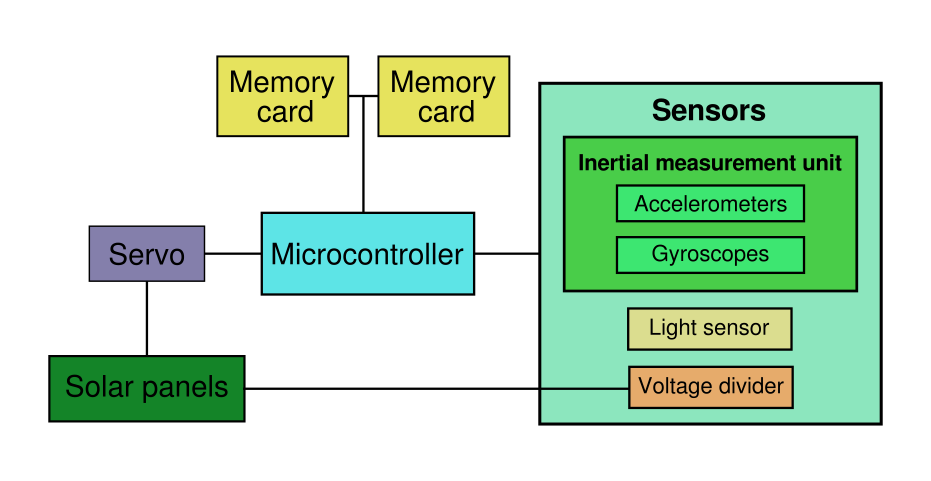 Memory
card
Memory
card
Sensors
Inertial measurement unit
Accelerometers
Gyroscopes
Servo
Microcontroller
Light sensor
Solar panels
Voltage divider